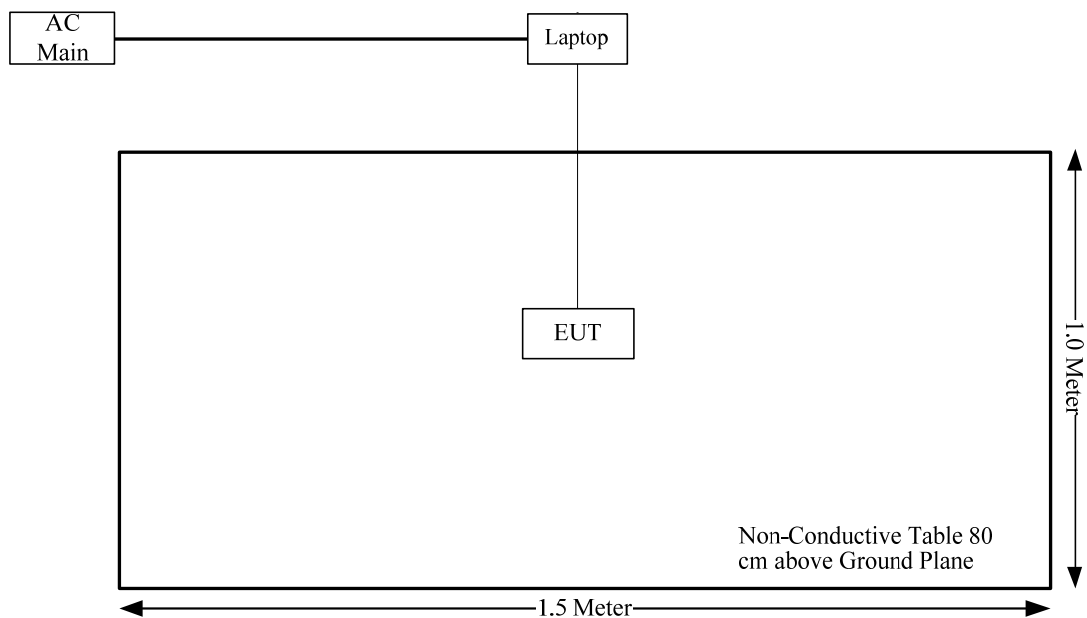 AC
Main
Laptop
EUT
1.0 Meter
Non-Conductive Table 80
cm above Ground Plane
1.5 Meter